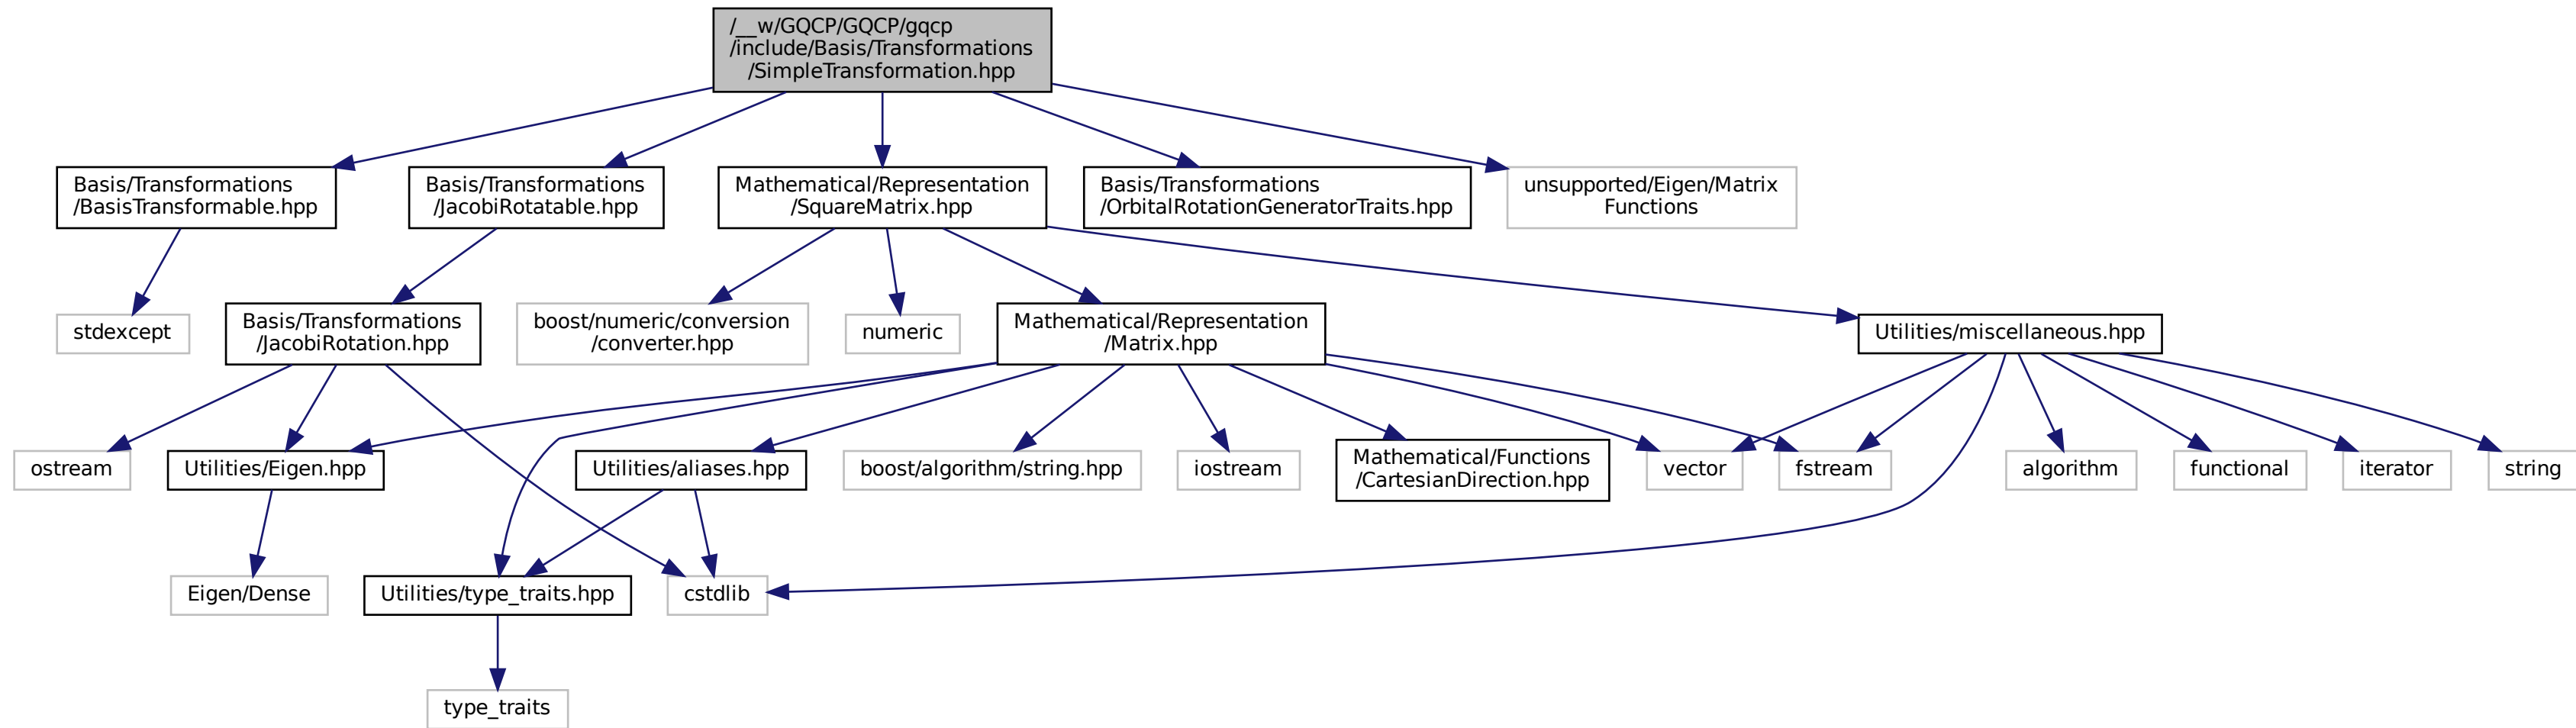 /__w/GQCP/GQCP/gqcp
/include/Basis/Transformations
/SimpleTransformation.hpp
Basis/Transformations
/BasisTransformable.hpp
Basis/Transformations
/JacobiRotatable.hpp
Mathematical/Representation
/SquareMatrix.hpp
Basis/Transformations
/OrbitalRotationGeneratorTraits.hpp
unsupported/Eigen/Matrix
Functions
stdexcept
Basis/Transformations
/JacobiRotation.hpp
boost/numeric/conversion
/converter.hpp
numeric
Mathematical/Representation
/Matrix.hpp
Utilities/miscellaneous.hpp
ostream
Utilities/Eigen.hpp
Utilities/aliases.hpp
boost/algorithm/string.hpp
iostream
Mathematical/Functions
/CartesianDirection.hpp
vector
fstream
algorithm
functional
iterator
string
Eigen/Dense
Utilities/type_traits.hpp
cstdlib
type_traits